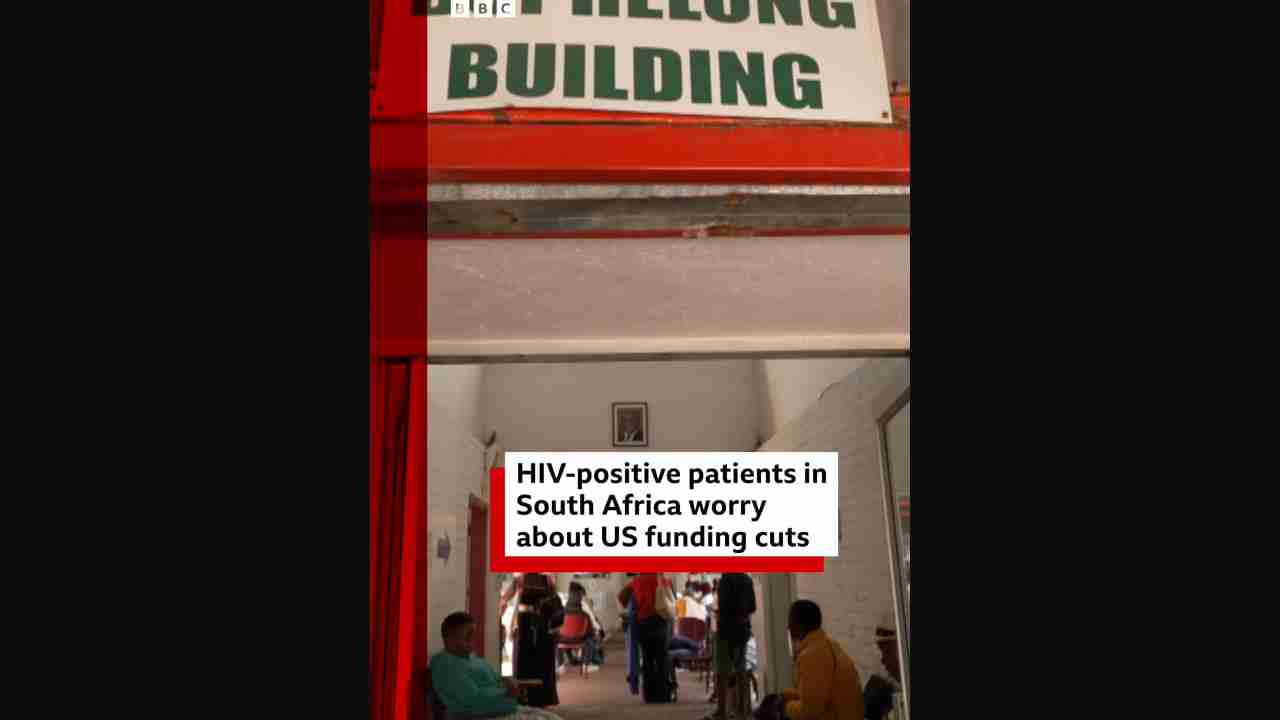 BBC
BUILDING
HIV-positive patients in
South Africa worry
about US funding cuts